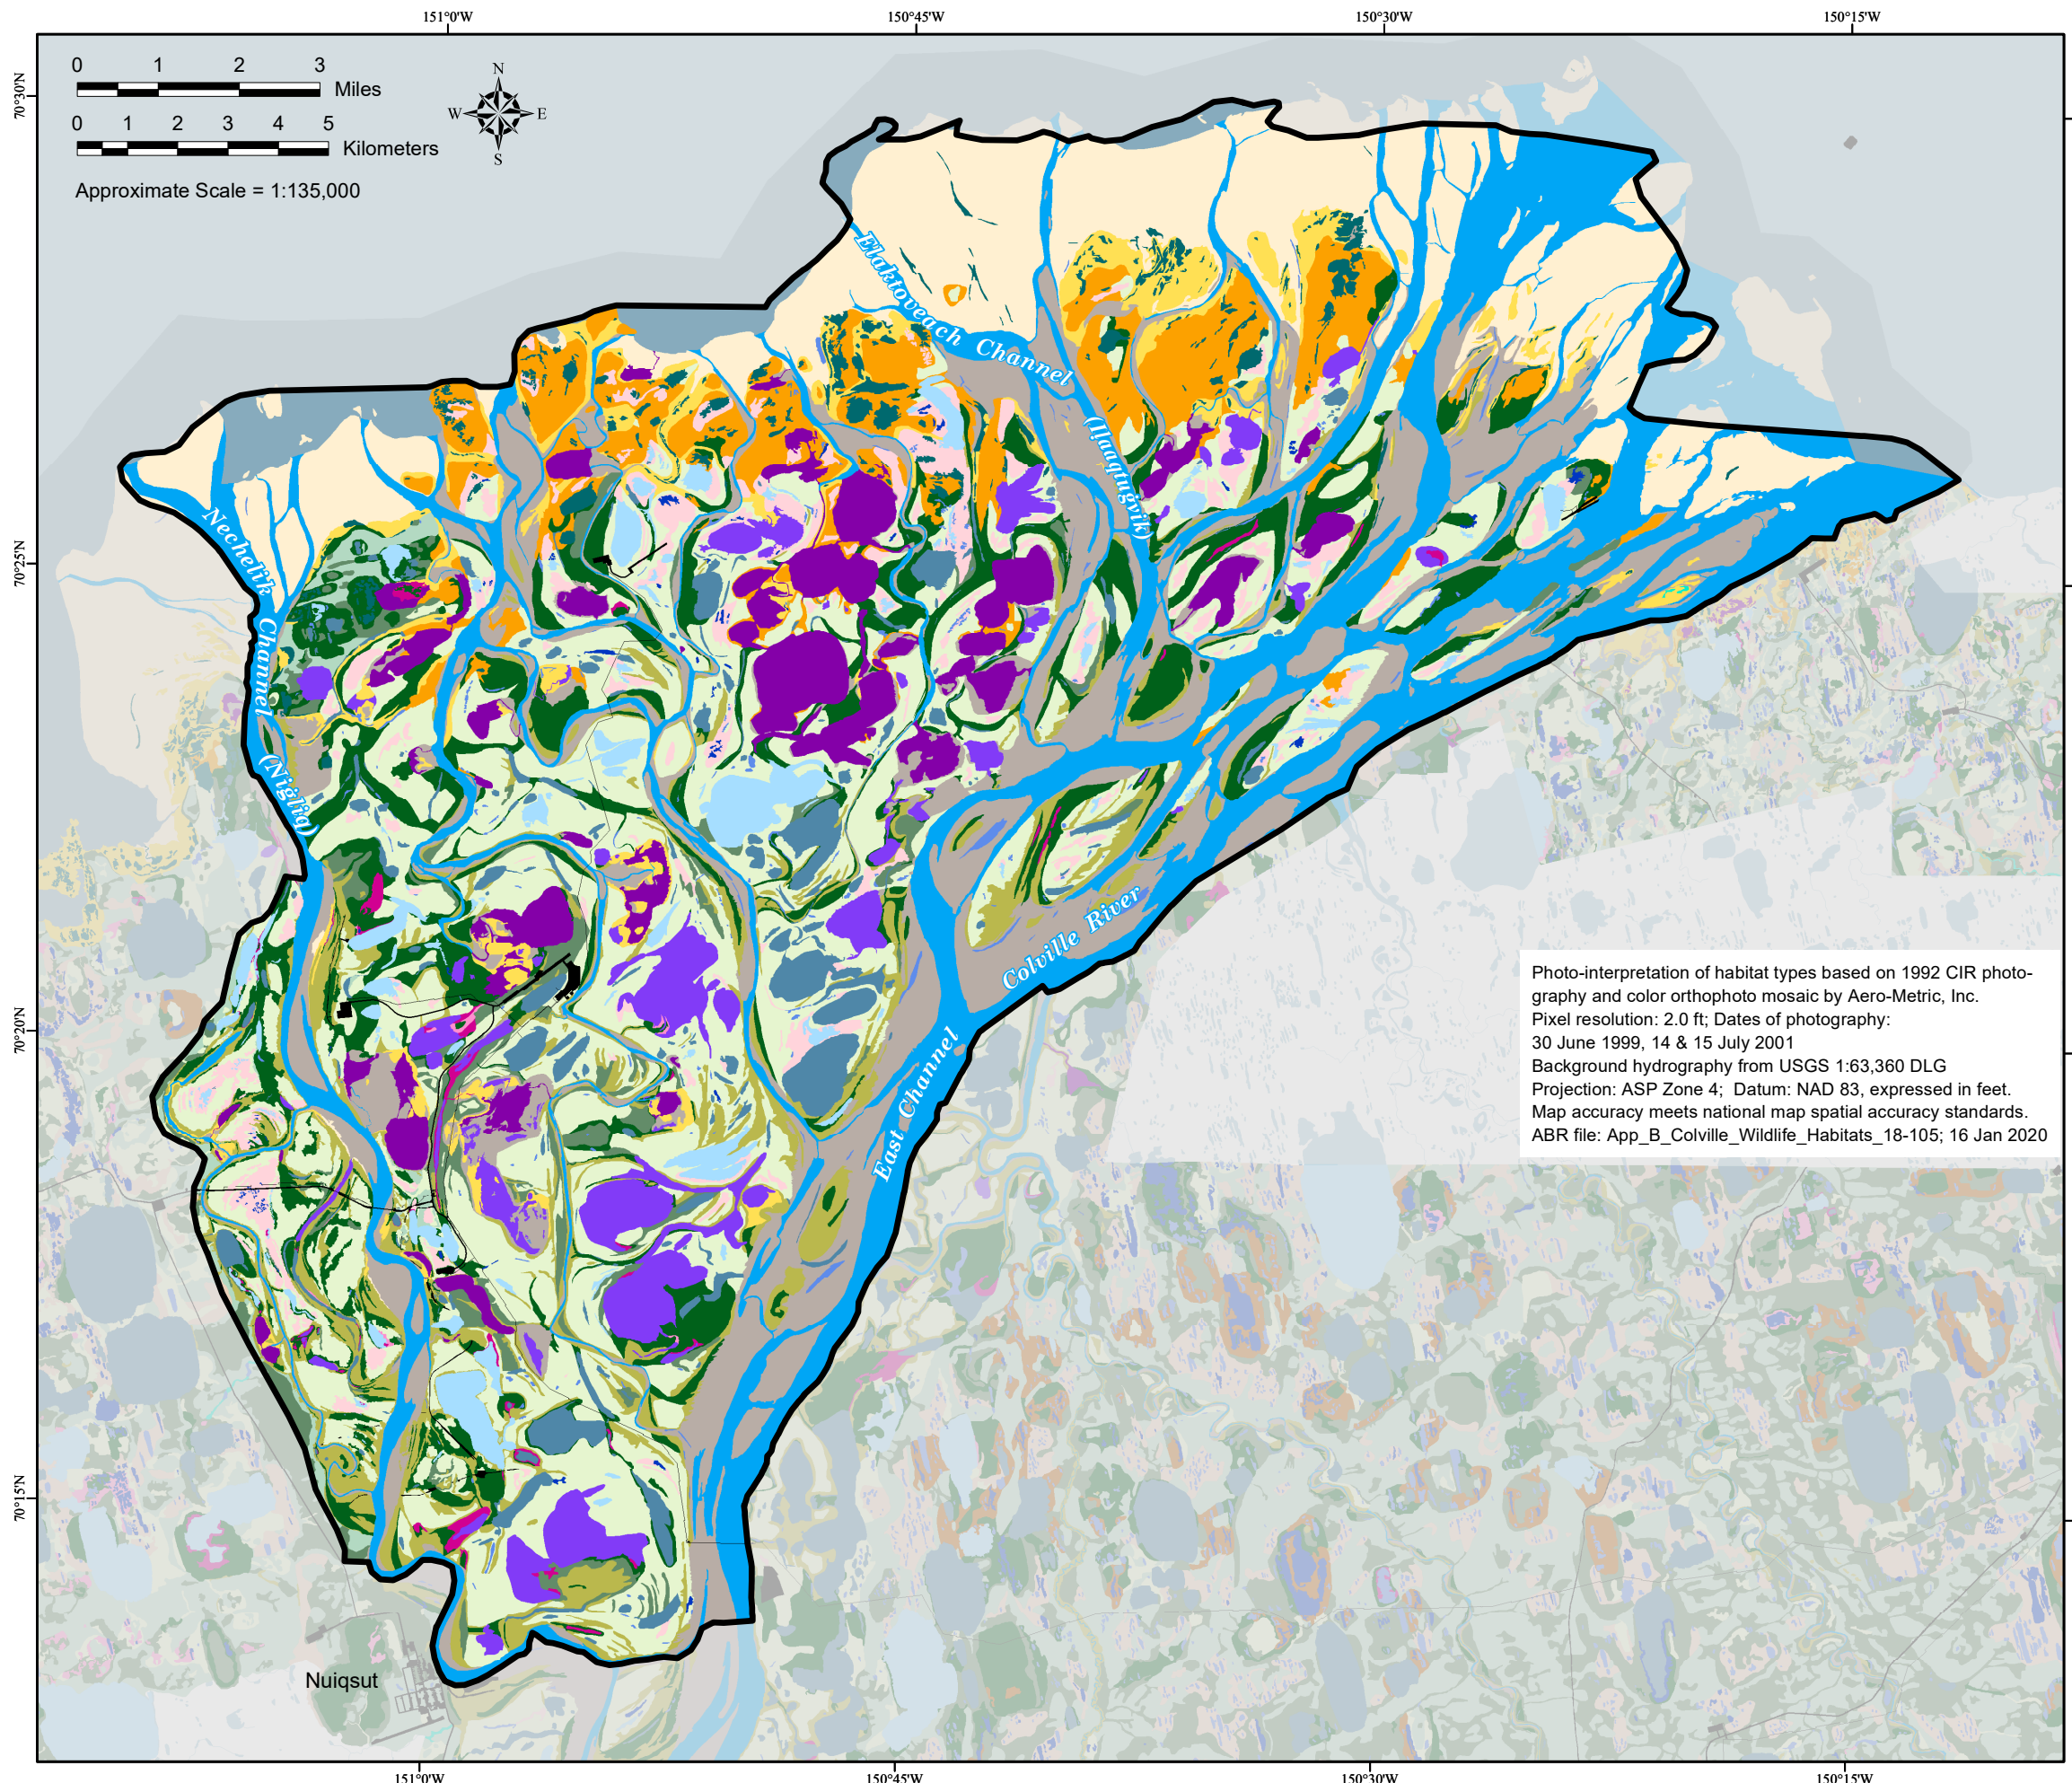 151°0'W 150°45'W 150°30'W 150°15'W
0 1 2 3
Miles
0 1 2 3 4 5
Kilometers
Approximate Scale = 1:135,000
N
W E
S
70°30'N
70°25'N
70°20'N
70°15'N
Elaktoveach Channel
(Ilaaqugvik)
Nechelik Channel
(Nigliq)
Colville River
East Channel
Photo-interpretation of habitat types based on 1992 CIR photo-
graphy and color orthophoto mosaic by Aero-Metric, Inc.
Pixel resolution: 2.0 ft; Dates of photography:
30 June 1999, 14 & 15 July 2001
Background hydrography from USGS 1:63,360 DLG
Projection: ASP Zone 4; Datum: NAD 83, expressed in feet.
Map accuracy meets national map spatial accuracy standards.
ABR file: App_B_Colville_Wildlife_Habitats_18-105; 16 Jan 2020
Nuiqsut
151°0'W 150°45'W 150°30'W 150°15'W